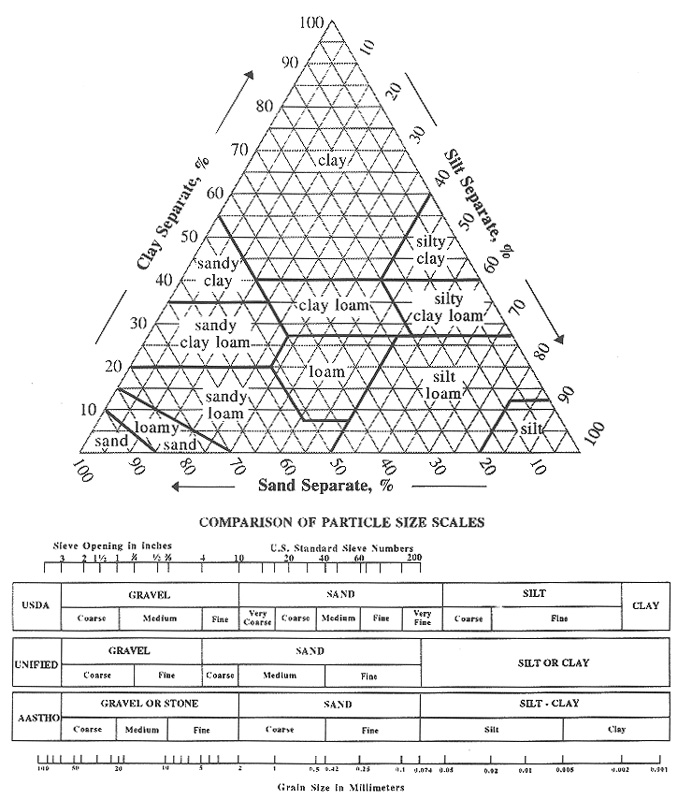 100
90
10
80
20
70
clay
30
60
40
50
silty
clay
50
sandy
clay
60
40
clay loam
silty
clay loam
70
30
sandy
clay loam
80
20
loam
silt
loam
90
10
sandy
loam
loamy
sand
sand
silt
100
100 90 80 70 60 50 40 30 20 10
Clay Separate, %
Silt Separate, %
Sand Separate, %
COMPARISON OF PARTICLE SIZE SCALES
Sieve Opening in inches U.S. Standard Sieve Numbers
3 2 1½ 1 ½ 4 10 20 40 60 200
USDA GRAVEL SAND SILT CLAY
Coarse Medium Fine Very Coarse Coarse Medium Fine Very Fine Coarse Fine
UNIFIED GRAVEL SAND SILT OR CLAY
Coarse Fine Coarse Medium Fine
AASTHO GRAVEL OR STONE SAND SILT - CLAY
Coarse Medium Fine Coarse Fine Silt Clay
100 50 20 10 5 2 1 0.5 0.42 0.25 0.1 0.074 0.05 0.02 0.01 0.005 0.002 0.001
Grain Size in Millimeters